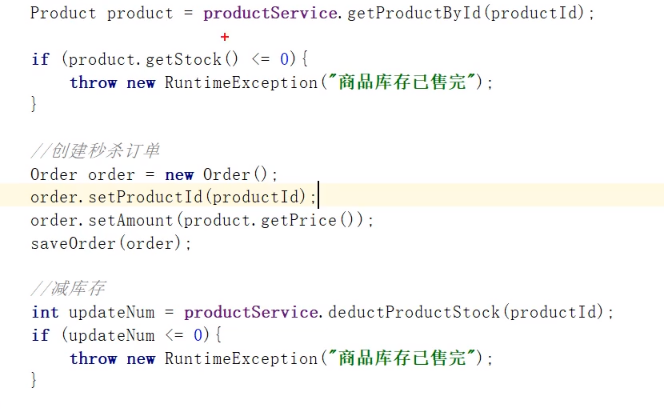 Product product = productService.getProductById(productId);
if (product.getStock() <= 0){
throw new RuntimeException("商品库存已售完");
}
//创建秒杀订单
Order order = new Order();
order.setProductId(productId);
order.setAmount(product.getPrice());
saveOrder(order);
//减库存
int updateNum = productService.deductProductStock(productId);
if (updateNum <= 0){
throw new RuntimeException("商品库存已售完");
}